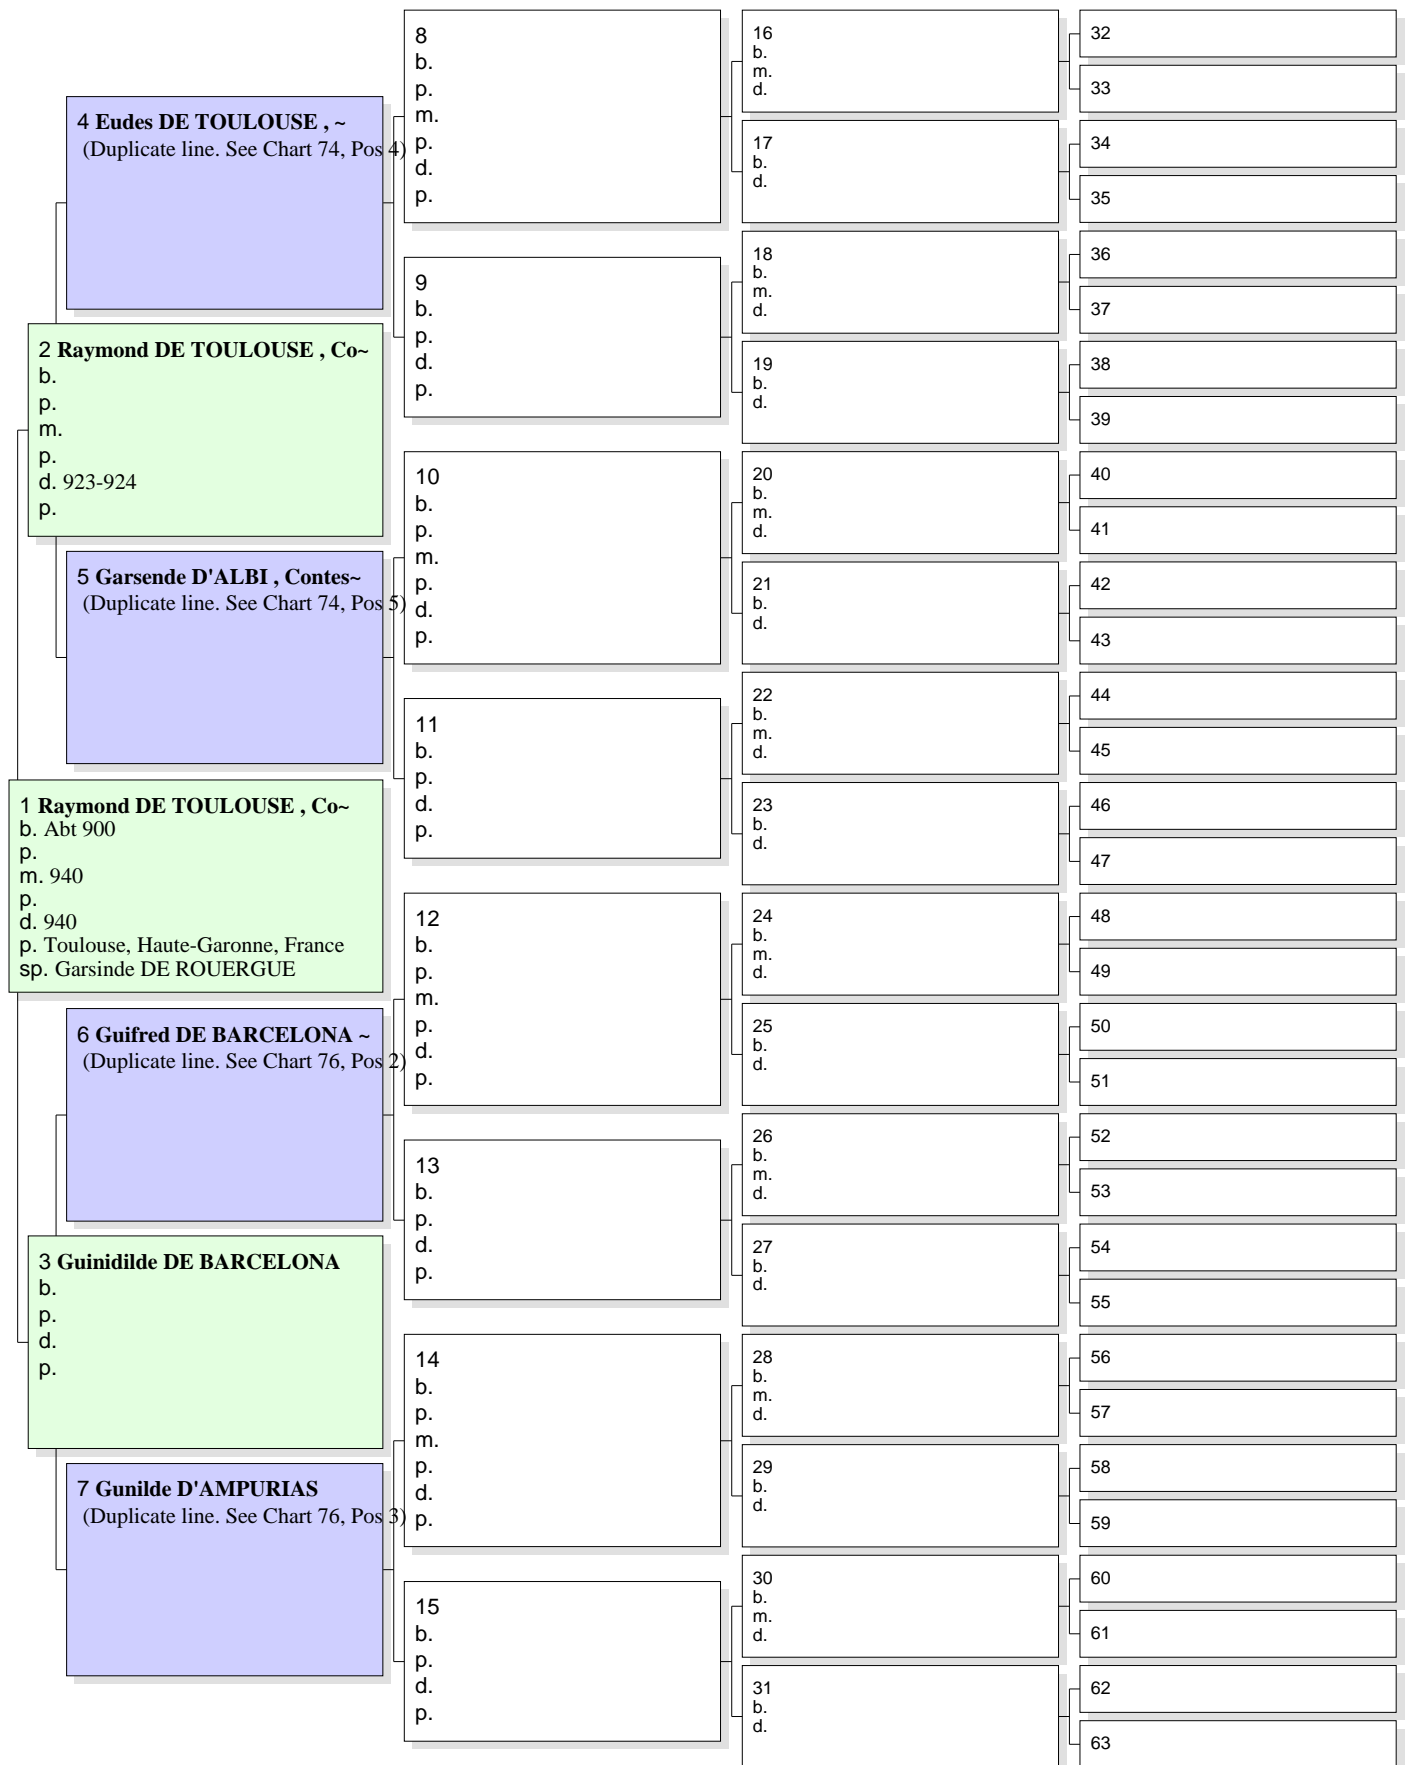 4 Eudes DE TOULOUSE , ~
(Duplicate line. See Chart 74, Pos 4)
2 Raymond DE TOULOUSE , Co~
b.
p.
m.
p.
d. 923-924
p.
5 Garsende D'ALBI , Contes~
(Duplicate line. See Chart 74, Pos 5)
1 Raymond DE TOULOUSE , Co~
b. Abt 900
p.
m. 940
p.
d. 940
p. Toulouse, Haute-Garonne, France
sp. Garsinde DE ROUERGUE
6 Guifred DE BARCELONA ~
(Duplicate line. See Chart 76, Pos 2)
3 Guinidilde DE BARCELONA
b.
p.
d.
p.
7 Gunilde D'AMPURIAS
(Duplicate line. See Chart 76, Pos 3)
8
b.
p.
m.
p.
d.
p.
9
b.
p.
d.
p.
10
b.
p.
m.
p.
d.
p.
11
b.
p.
d.
p.
12
b.
p.
m.
p.
d.
p.
13
b.
p.
d.
p.
14
b.
p.
m.
p.
d.
p.
15
b.
p.
d.
p.
16
b.
m.
d.
17
b.
d.
18
b.
m.
d.
19
b.
d.
20
b.
m.
d.
21
b.
d.
22
b.
m.
d.
23
b.
d.
24
b.
m.
d.
25
b.
d.
26
b.
m.
d.
27
b.
d.
28
b.
m.
d.
29
b.
d.
30
b.
m.
d.
31
b.
d.
32
33
34
35
36
37
38
39
40
41
42
43
44
45
46
47
48
49
50
51
52
53
54
55
56
57
58
59
60
61
62
63